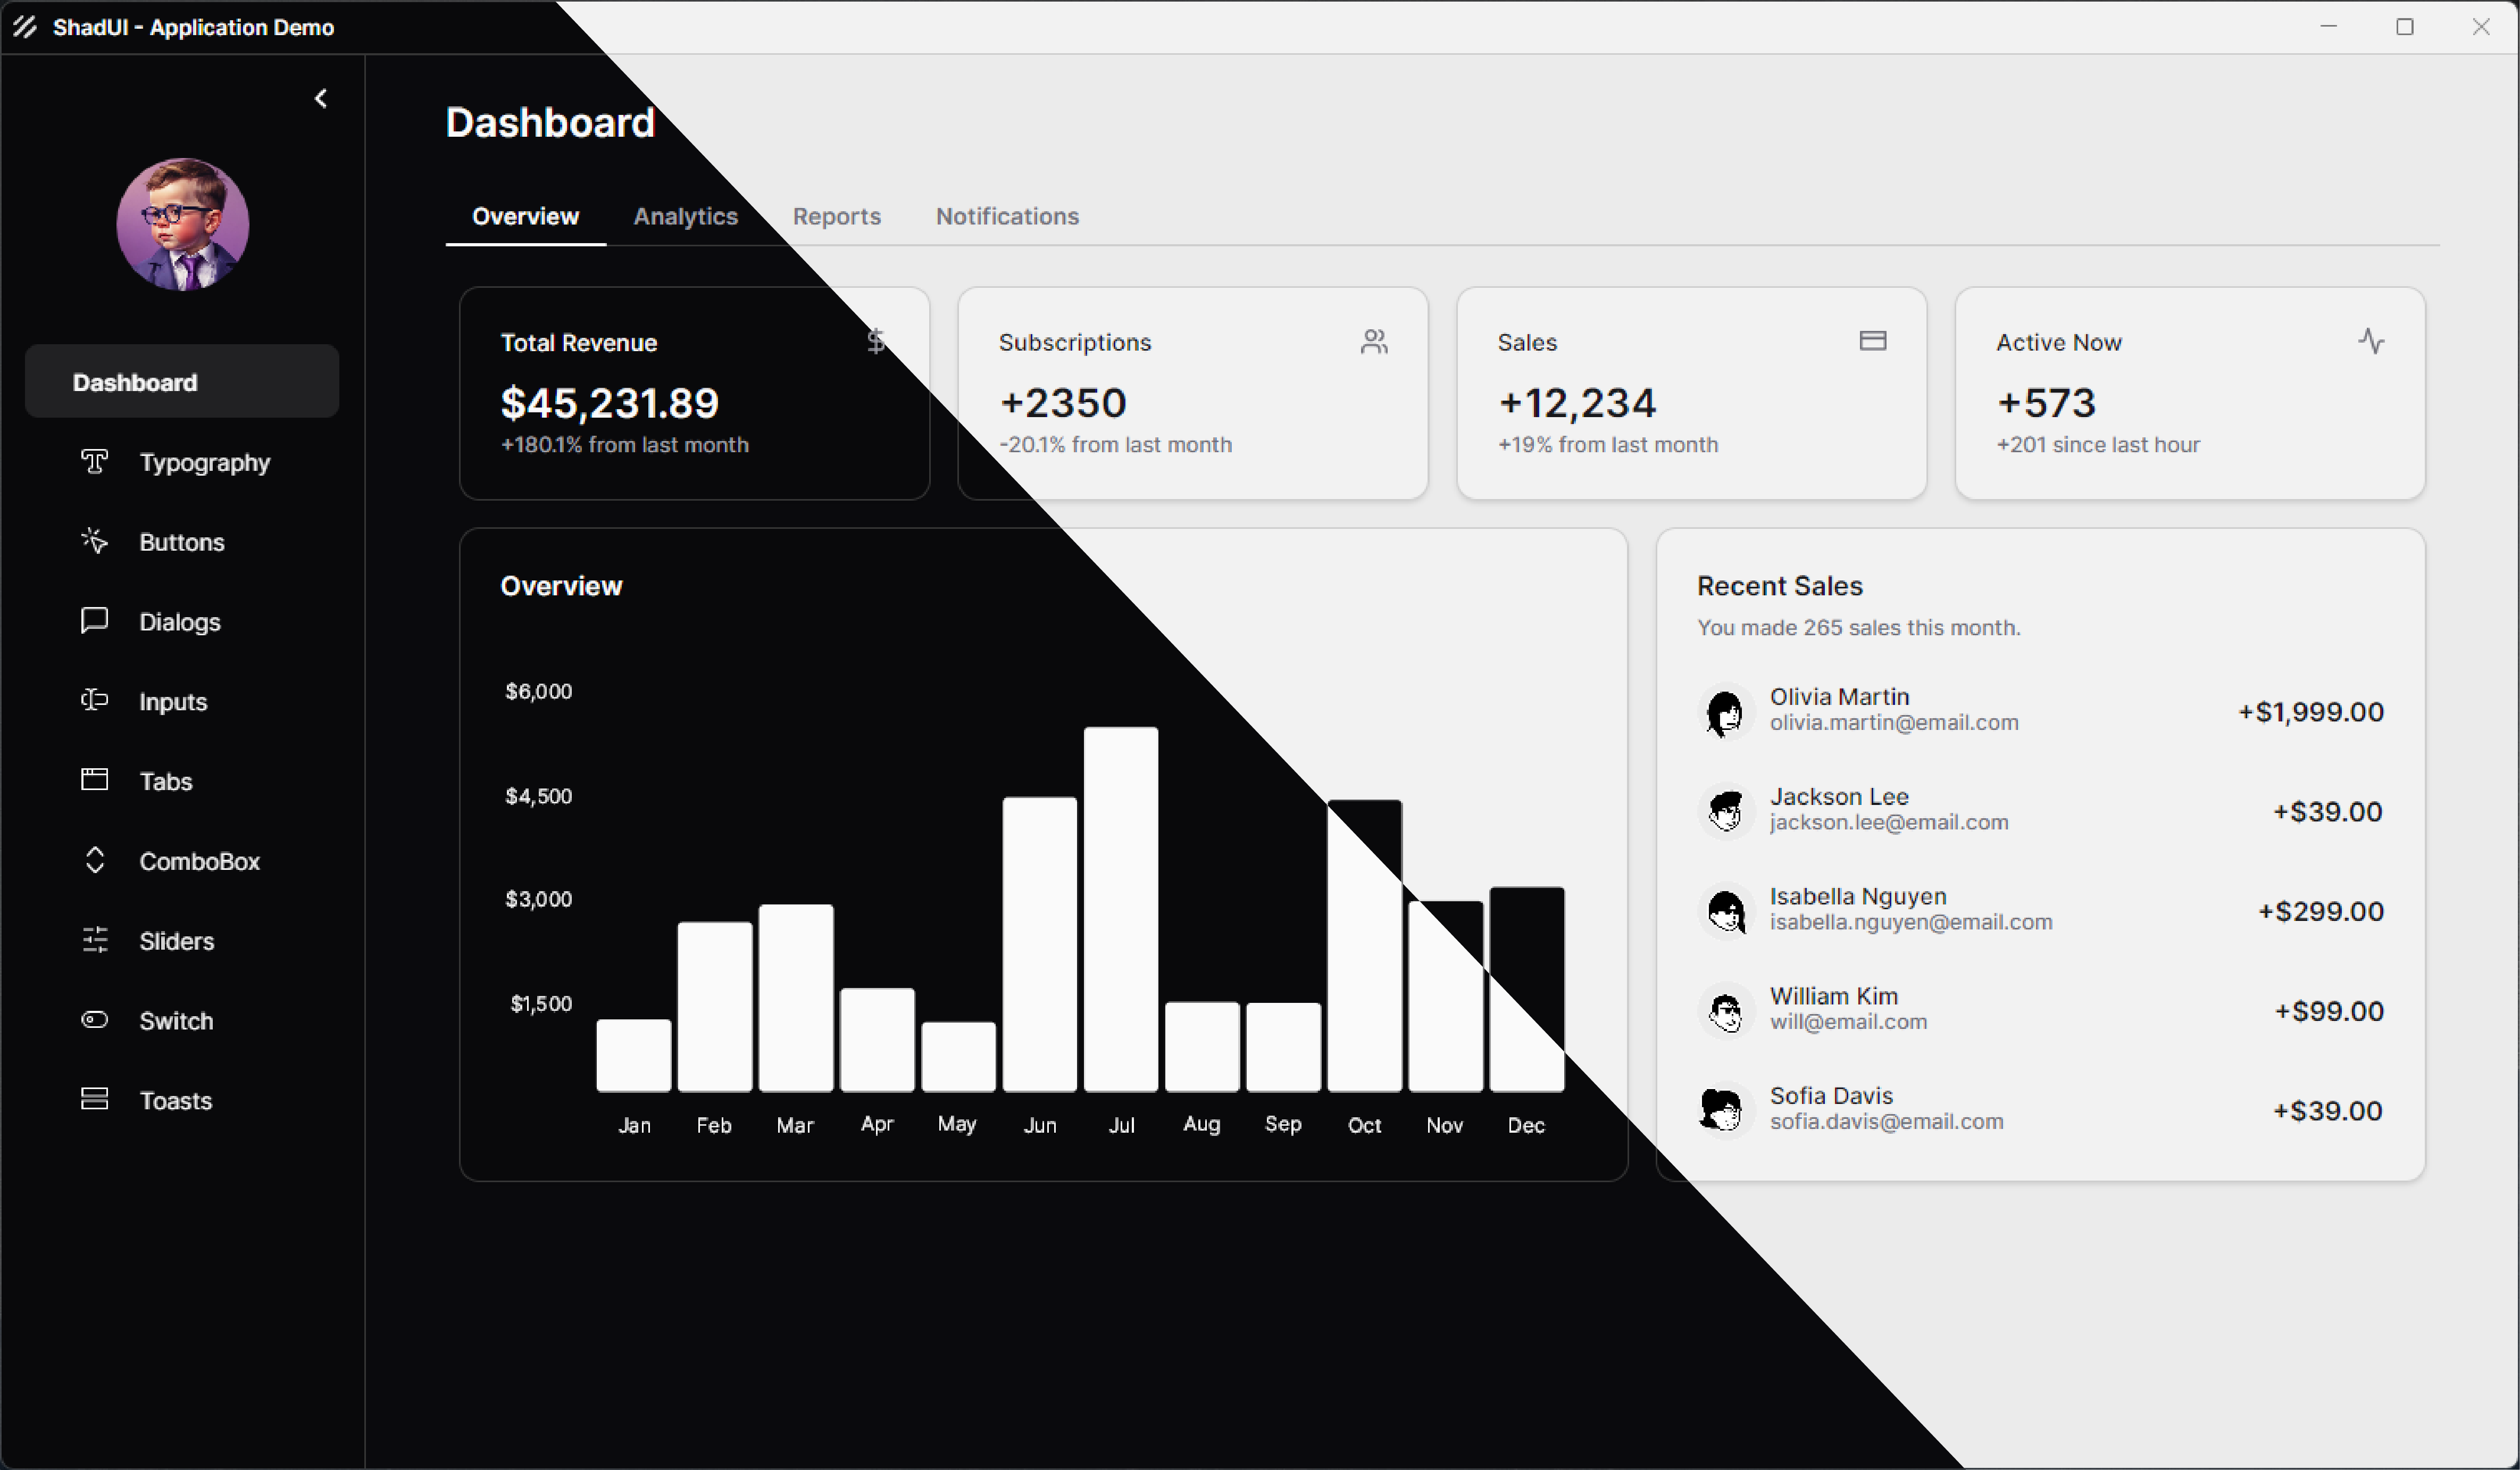 ShadUI - Application Demo
Dashboard
Typography
Buttons
Dialogs
Inputs
Tabs
ComboBox
Sliders
Switch
Toasts
Dashboard
Overview Analytics Reports Notifications
Total Revenue
$45,231.89
+180.1% from last month
Subscriptions
+2350
-20.1% from last month
Sales
+12,234
+19% from last month
Active Now
+573
+201 since last hour
Overview
$6,000
$4,500
$3,000
$1,500
Jan Feb Mar Apr May Jun Jul Aug Sep Oct Nov Dec
Recent Sales
You made 265 sales this month.
Olivia Martin
olivia.martin@email.com
+$1,999.00
Jackson Lee
jackson.lee@email.com
+$39.00
Isabella Nguyen
isabella.nguyen@email.com
+$299.00
William Kim
will@email.com
+$99.00
Sofia Davis
sofia.davis@email.com
+$39.00